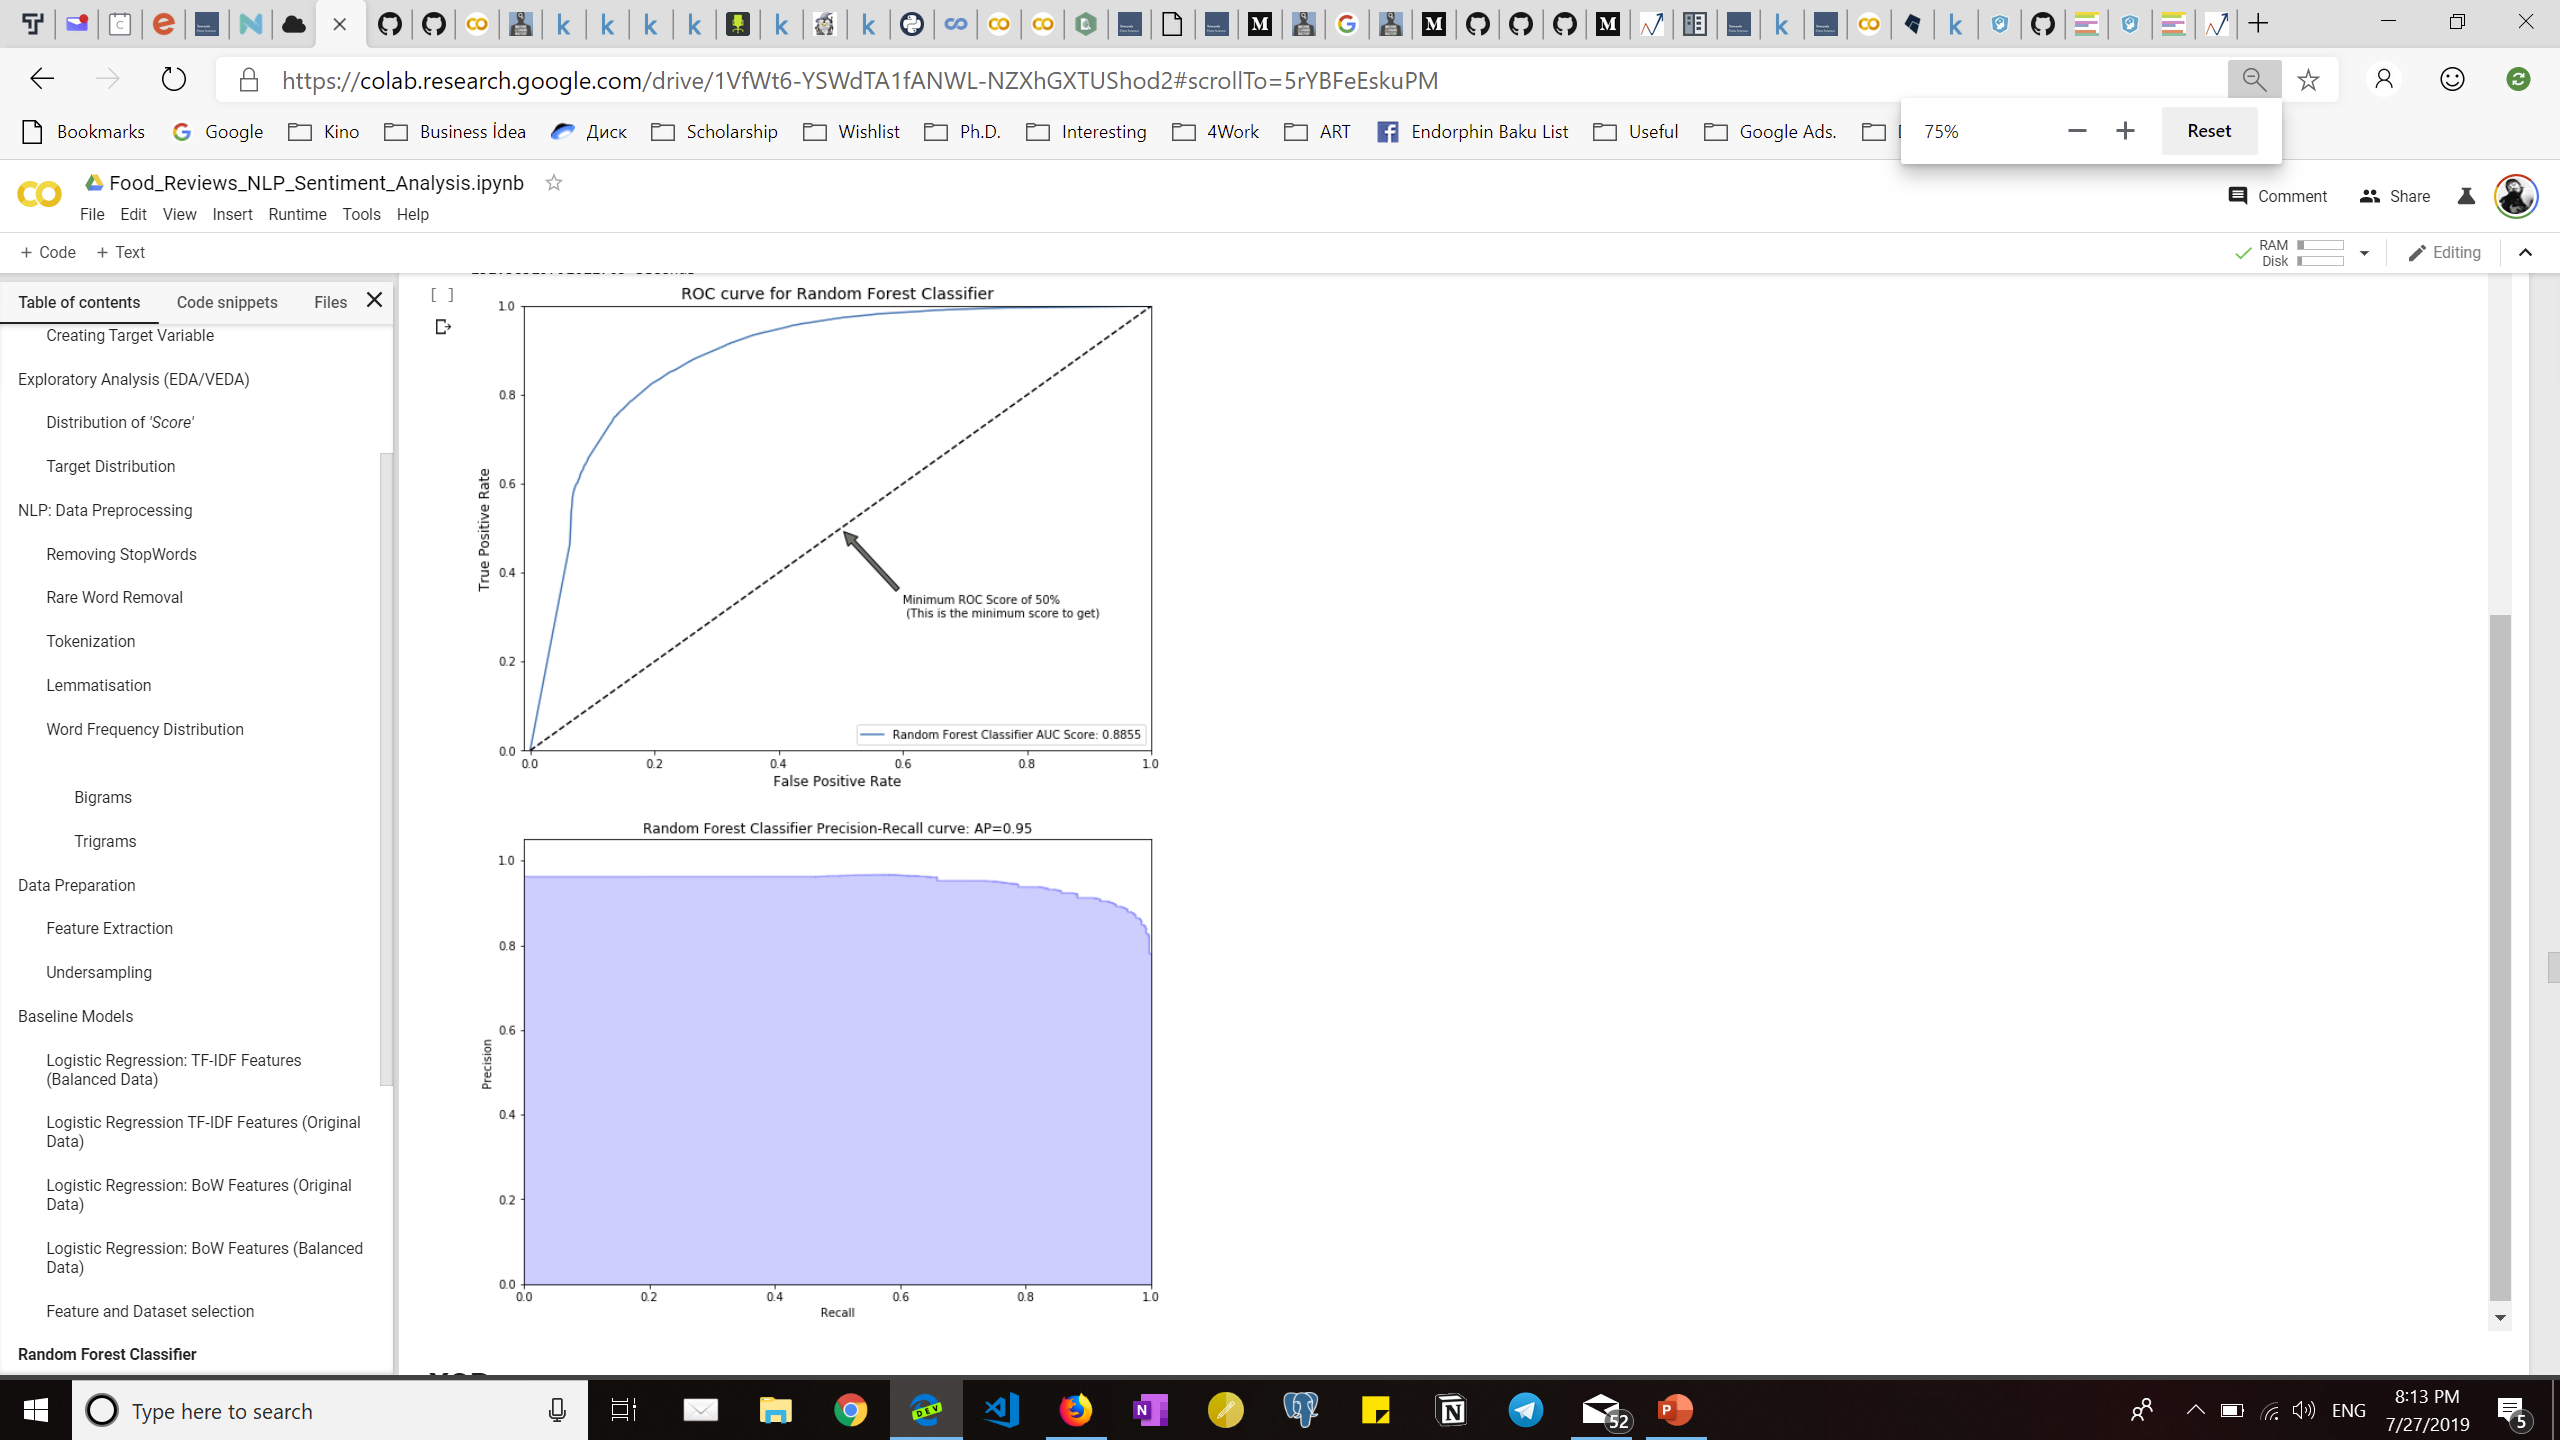 https://colab.research.google.com/drive/1VfWt6-YSWdTA1fANWL-NZXhGXTUShod2#scrollTo=5rYBFeEskuPM
Bookmarks
Google
Kino
Business İdea
Диск
Scholarship
Wishlist
Ph.D.
Interesting
4Work
ART
Endorphin Baku List
Useful
Google Ads.
75%
Reset
Food_Reviews_NLP_Sentiment_Analysis.ipynb
File Edit View Insert Runtime Tools Help
Comment
Share
+ Code + Text
RAM
Disk
Editing
Table of contents
Code snippets
Files
Creating Target Variable
Exploratory Analysis (EDA/VEDA)
Distribution of 'Score'
Target Distribution
NLP: Data Preprocessing
Removing StopWords
Rare Word Removal
Tokenization
Lemmatisation
Word Frequency Distribution
Bigrams
Trigrams
Data Preparation
Feature Extraction
Undersampling
Baseline Models
Logistic Regression: TF-IDF Features
(Balanced Data)
Logistic Regression TF-IDF Features (Original
Data)
Logistic Regression: BoW Features (Original
Data)
Logistic Regression: BoW Features (Balanced
Data)
Feature and Dataset selection
Random Forest Classifier
[ ]
ROC curve for Random Forest Classifier
1.0
0.8
0.6
0.4
0.2
0.0
True Positive Rate
Minimum ROC Score of 50%
(This is the minimum score to get)
Random Forest Classifier AUC Score: 0.8855
0.0 0.2 0.4 0.6 0.8 1.0
False Positive Rate
Random Forest Classifier Precision-Recall curve: AP=0.95
1.0
0.8
0.6
0.4
0.2
0.0
Precision
0.0 0.2 0.4 0.6 0.8 1.0
Recall
Type here to search
DEV
52
ENG
8:13 PM
7/27/2019
5